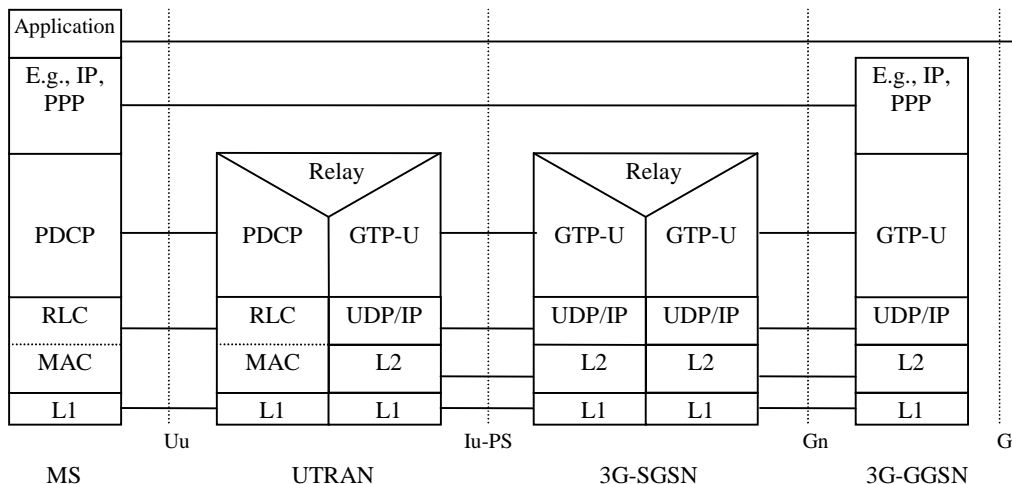 Application
E.g., IP,
PPP
E.g., IP,
PPP
Relay
Relay
PDCP
PDCP
GTP-U
GTP-U
GTP-U
GTP-U
RLC
RLC
UDP/IP
UDP/IP
UDP/IP
UDP/IP
MAC
MAC
L2
L2
L2
L2
L1
L1
L1
L1
L1
L1
Uu
Iu-PS
Gn
G
MS
UTRAN
3G-SGSN
3G-GGSN